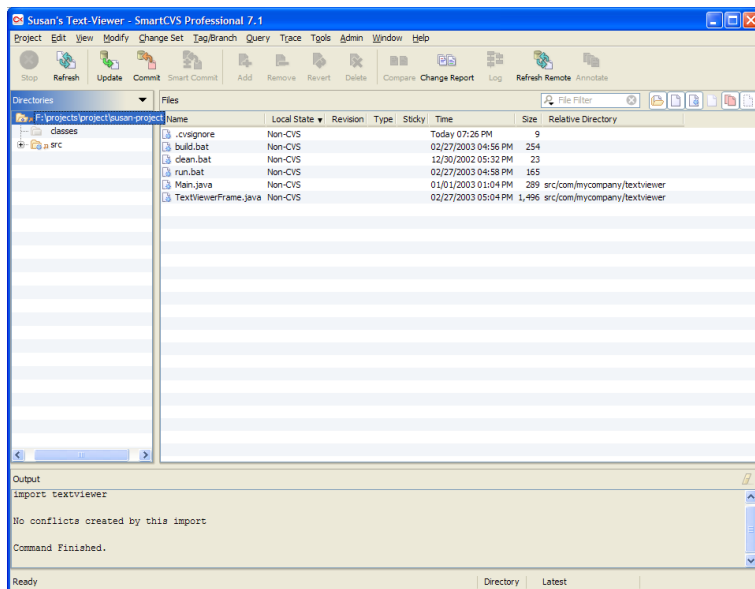 Susan's Text-Viewer - SmartCVS Professional 7.1
Project Edit View Modify Change Set Tag/Branch Query Trace Tools Admin Window Help
Stop Refresh Update Commit Smart Commit Add Remove Revert Delete Compare Change Report Log Refresh Remote Annotate
Directories
Files
File Filter
F:\projects\project\susan-project
classes
src
Name Local State Revision Type Sticky Time Size Relative Directory
.cvsignore Non-CVS Today 07:26 PM 9
build.bat Non-CVS 02/27/2003 04:56 PM 254
clean.bat Non-CVS 12/30/2002 05:32 PM 23
run.bat Non-CVS 02/27/2003 04:58 PM 165
Main.java Non-CVS 01/01/2003 01:04 PM 289 src/com/mycompany/textviewer
TextViewerFrame.java Non-CVS 02/27/2003 05:04 PM 1,496 src/com/mycompany/textviewer
Output
import textviewer
No conflicts created by this import
Command Finished.
Ready Directory Latest